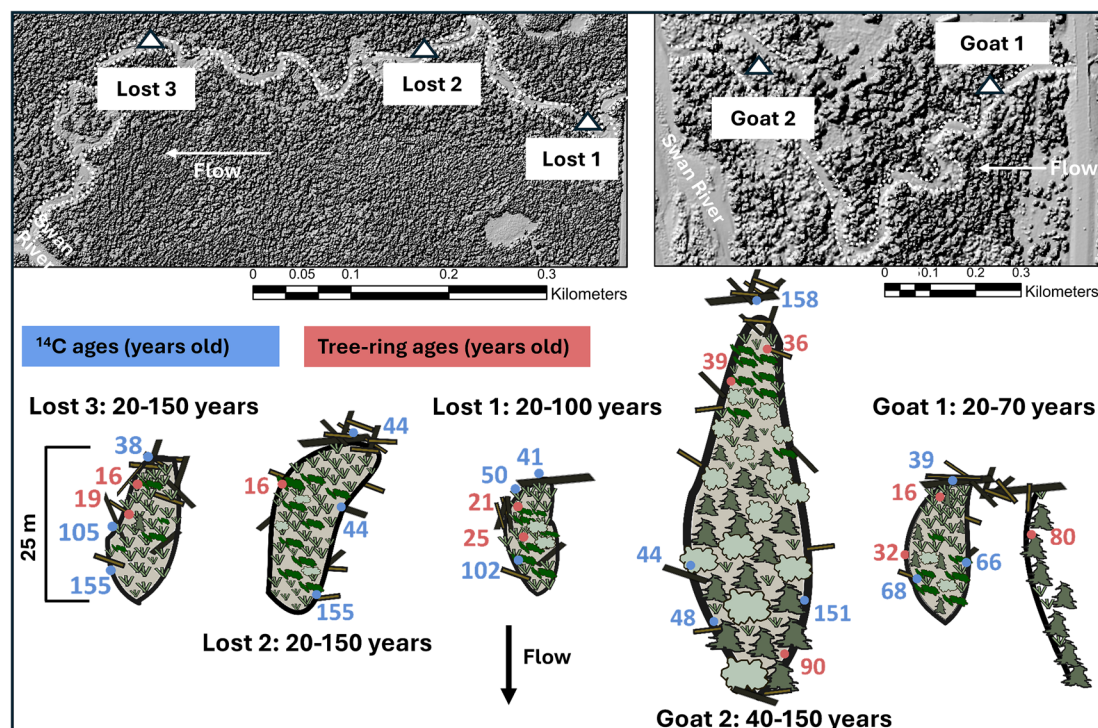 Lost 3
Lost 2
Lost 1
Flow
Swan
River
0 0.05 0.1 0.2 0.3
Kilometers
Goat 1
Goat 2
Swan River
Flow
0 0.1 0.2 0.3
Kilometers
¹⁴C ages (years old)
Tree-ring ages (years old)
Lost 3: 20-150 years
38
16
19
105
155
25 m
44
16
44
155
Lost 2: 20-150 years
Lost 1: 20-100 years
41
50
21
25
102
Flow
158
36
39
44
48
151
90
Goat 2: 40-150 years
Goat 1: 20-70 years
39
16
32
68
66
80